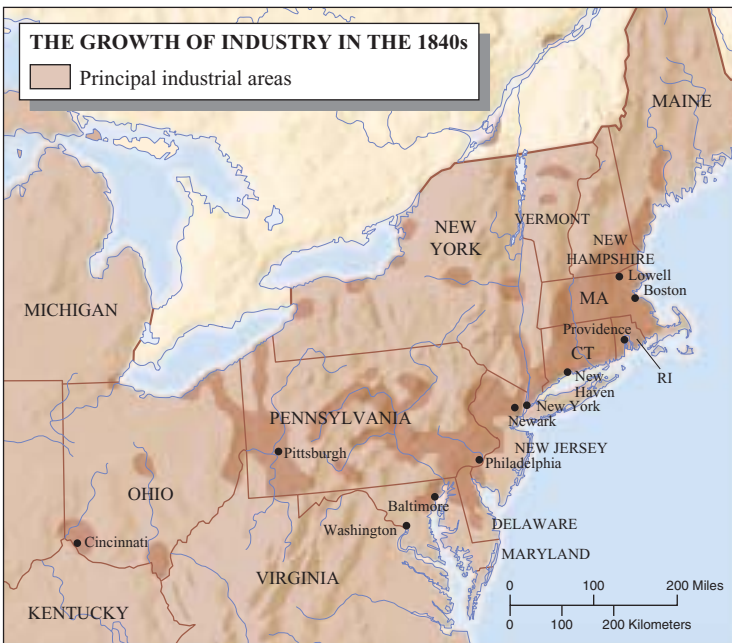 THE GROWTH OF INDUSTRY IN THE 1840s
Principal industrial areas
MAINE
NEW
YORK
VERMONT
NEW
HAMPSHIRE
Lowell
Boston
MA
MICHIGAN
Providence
CT
RI
New
Haven
New York
Newark
PENNSYLVANIA
NEW JERSEY
Pittsburgh
Philadelphia
OHIO
Baltimore
Washington
DELAWARE
Cincinnati
MARYLAND
VIRGINIA
KENTUCKY
0 100 200 Miles
0 100 200 Kilometers